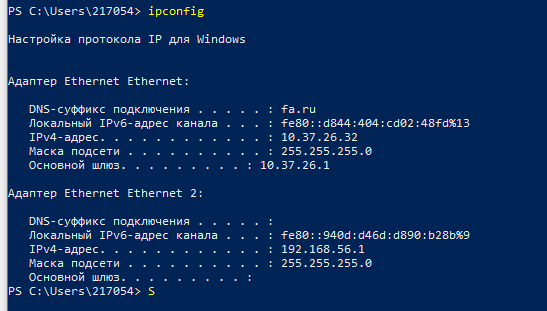 PS C:\Users\217054> ipconfig
Настройка протокола IP для Windows
Адаптер Ethernet Ethernet:
DNS-суффикс подключения . . . . . : fa.ru
Локальный IPv6-адрес канала . . . : fe80::d844:404:cd02:48fd%13
IPv4-адрес. . . . . . . . . . . . : 10.37.26.32
Маска подсети . . . . . . . . . . : 255.255.255.0
Основной шлюз. . . . . . . . . : 10.37.26.1
Адаптер Ethernet Ethernet 2:
DNS-суффикс подключения . . . . . :
Локальный IPv6-адрес канала . . . : fe80::940d:d46d:d890:b28b%9
IPv4-адрес. . . . . . . . . . . . : 192.168.56.1
Маска подсети . . . . . . . . . . : 255.255.255.0
Основной шлюз. . . . . . . . . :
PS C:\Users\217054> S